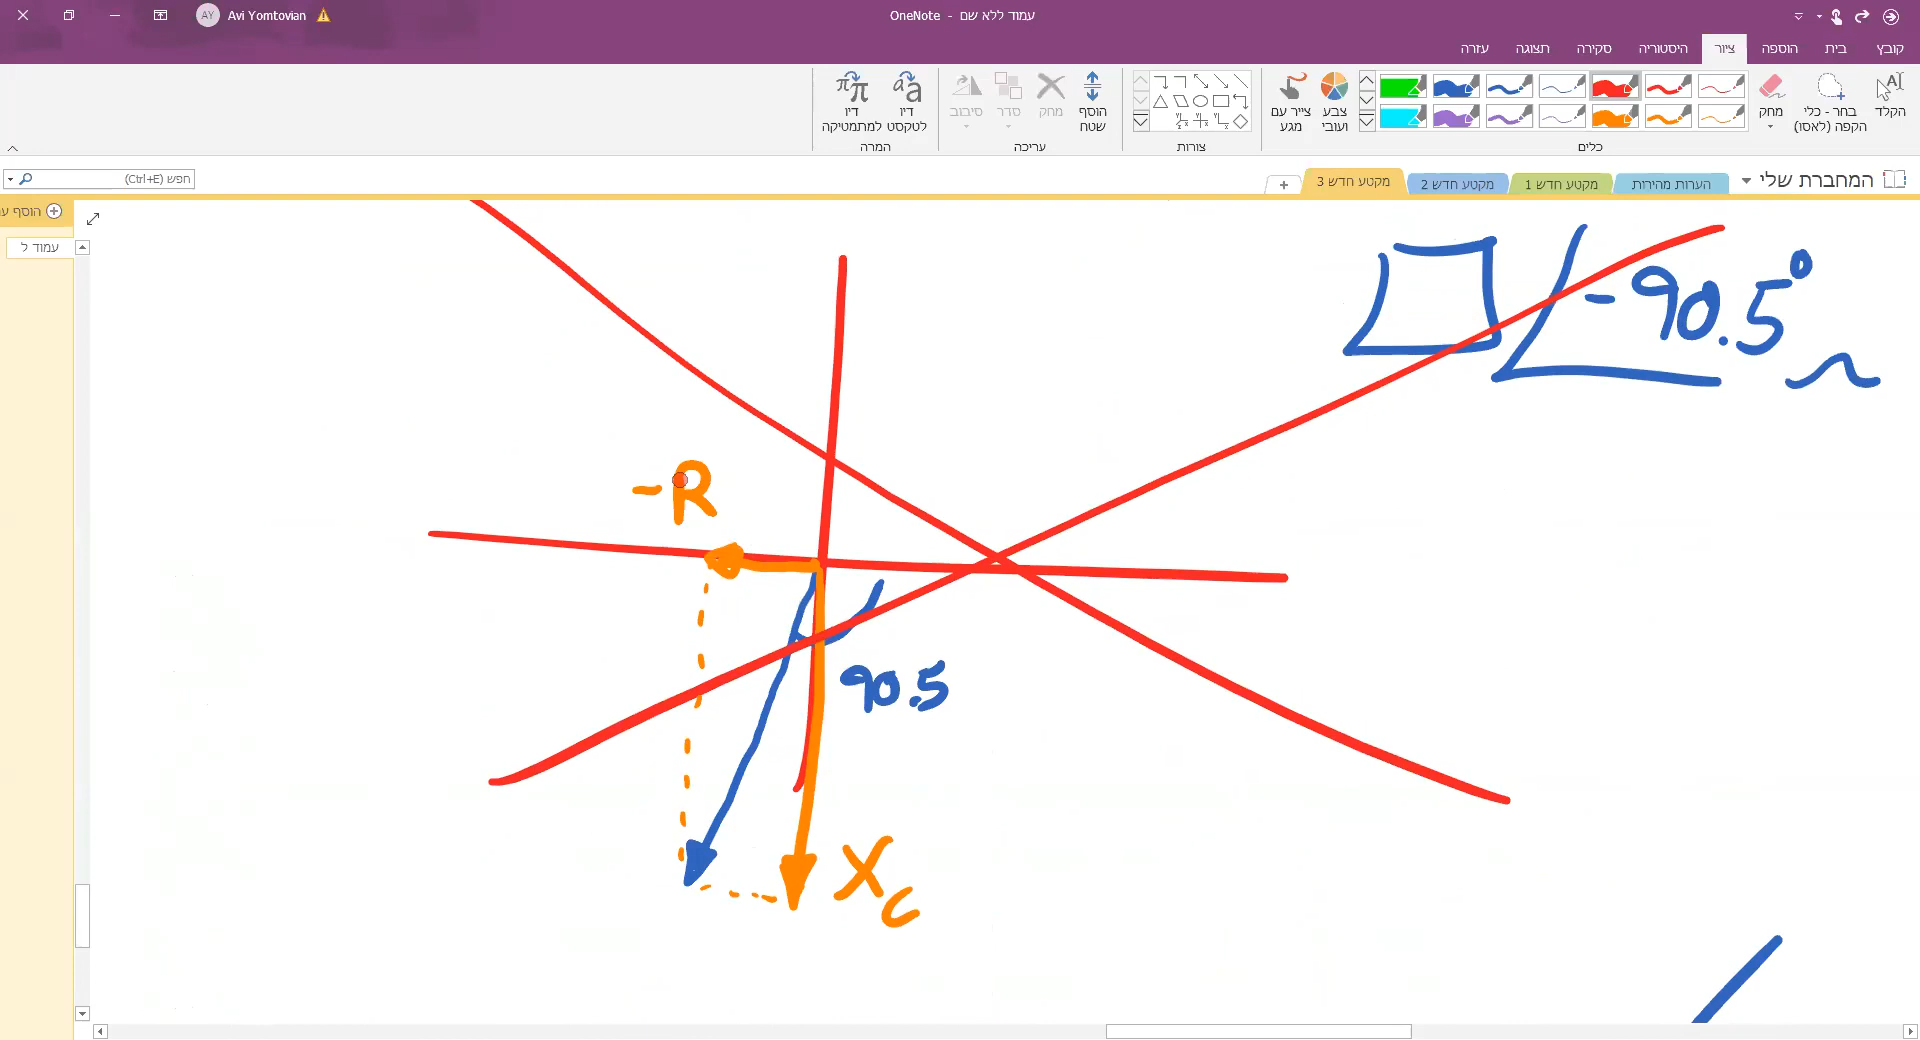 Avi Yomtovian
עמוד ללא שם - OneNote
קובץ
בית
הוספה
ציור
היסטוריה
סקירה
תצוגה
עזרה
הקלד
בחר - כלי הקפה (לאסו)
מחק
כלים
צבע ועובי
צייר עם מגע
צורות
הוסף שטח
מחק
סדר
סיבוב
עריכה
דיו לטקסט
דיו למתמטיקה
המרה
המחברת שלי
הערות מהירות
מקטע חדש 1
מקטע חדש 2
מקטע חדש 3
חפש (Ctrl+E)
הוסף
-90.5°
-R
90.5
Xc